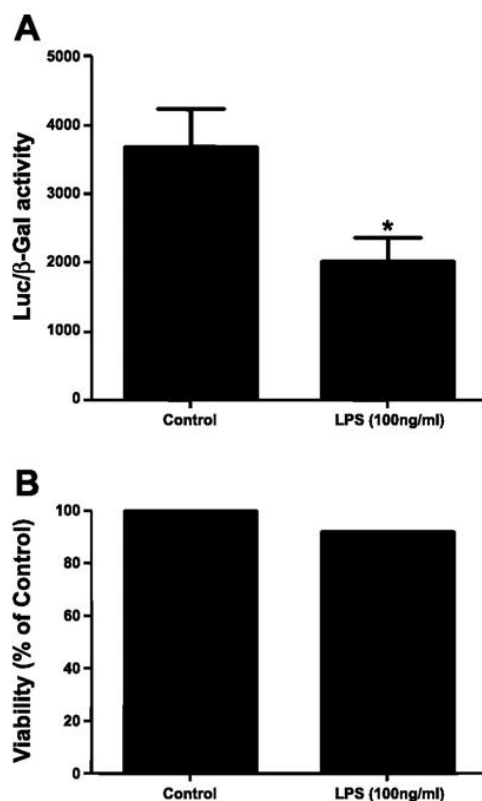 A
Luc/β-Gal activity
5000
4000
3000
2000
1000
0
*
Control
LPS (100ng/ml)
B
Viability (% of Control)
100
80
60
40
20
0
Control
LPS (100ng/ml)